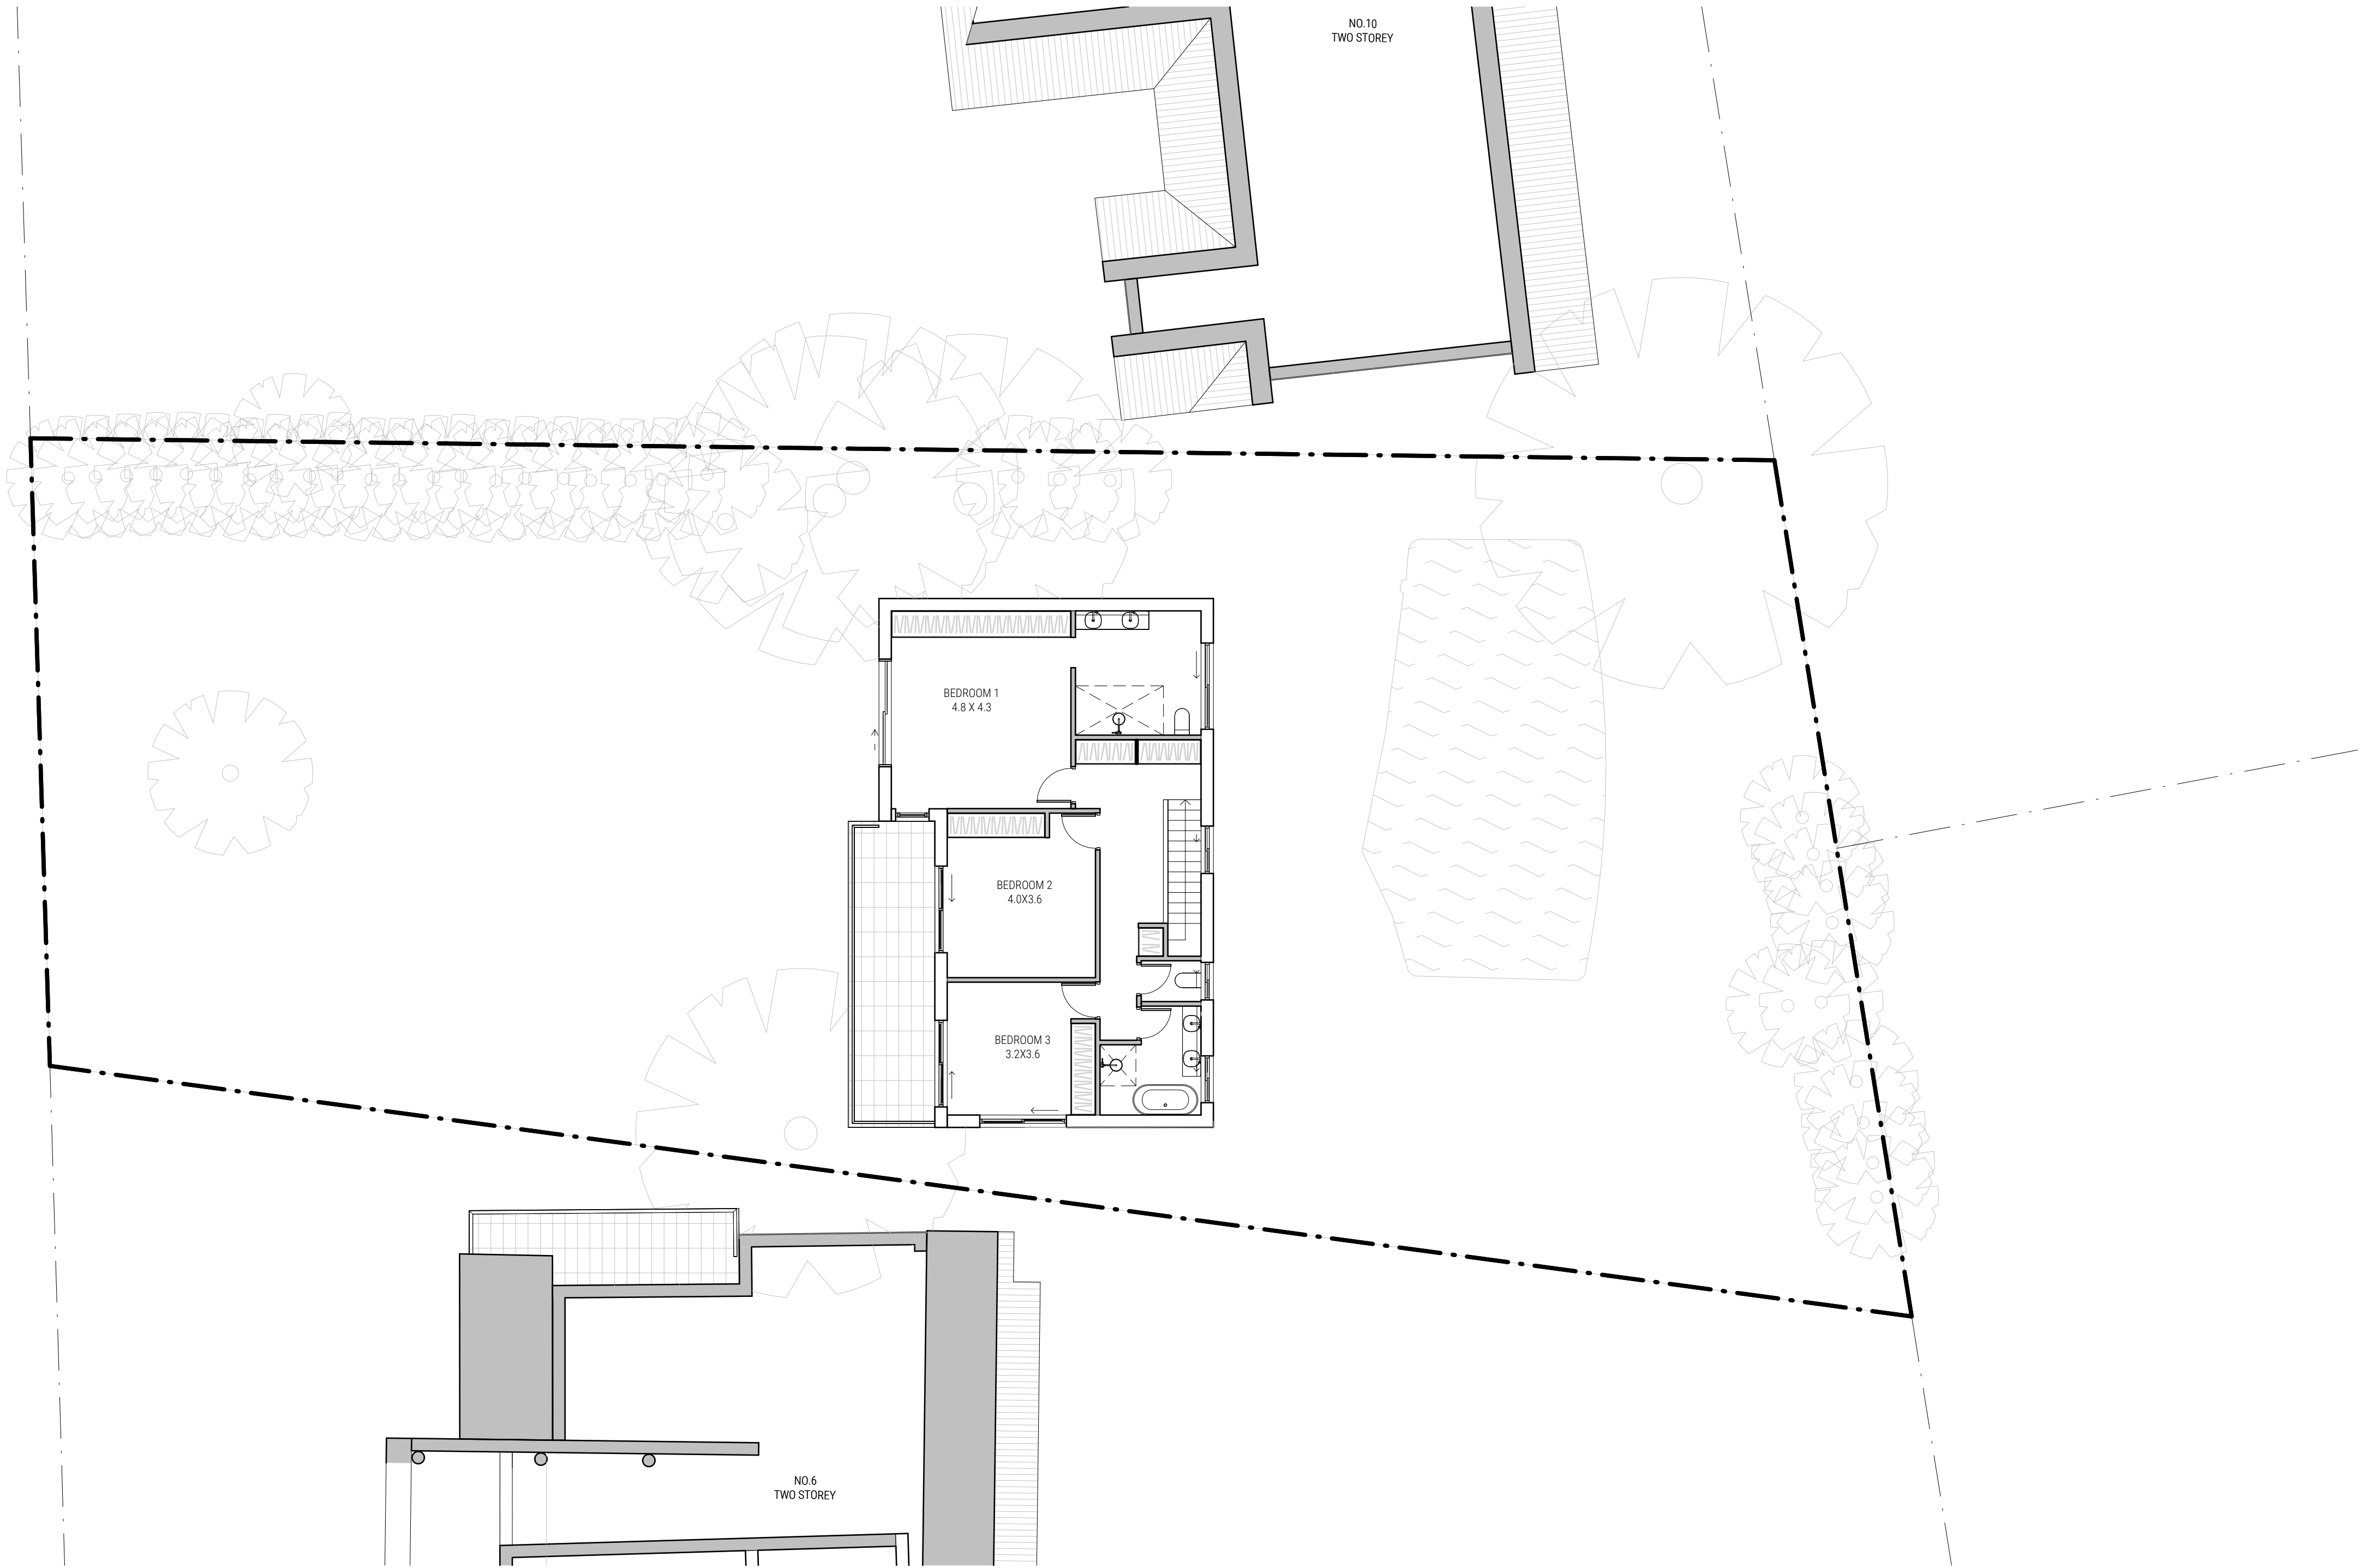 NO.10
TWO STOREY
BEDROOM 1
4.8 X 4.3
BEDROOM 2
4.0X3.6
BEDROOM 3
3.2X3.6
NO.6
TWO STOREY